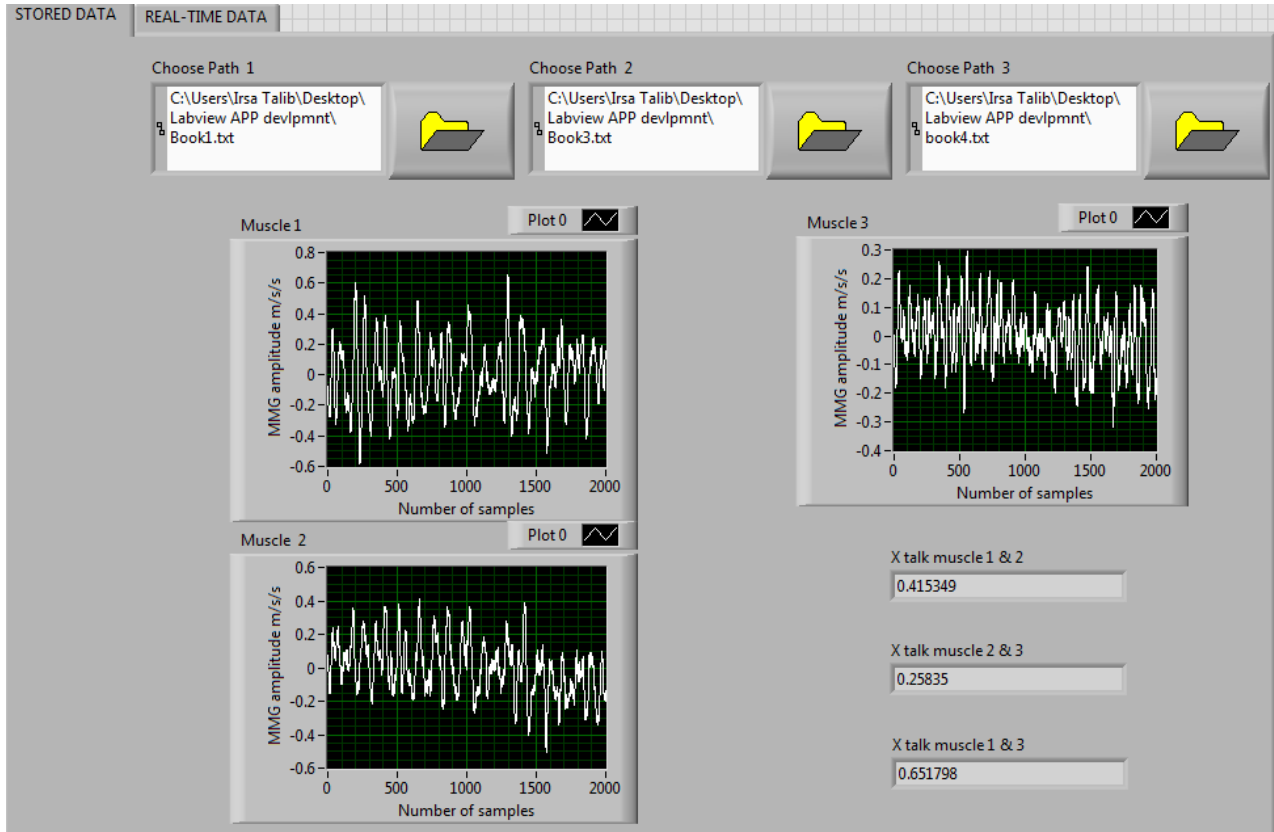 STORED DATA
REAL-TIME DATA
Choose Path 1
C:\Users\Irsa Talib\Desktop\
Labview APP devlpmnt\
Book1.txt
Choose Path 2
C:\Users\Irsa Talib\Desktop\
Labview APP devlpmnt\
Book3.txt
Choose Path 3
C:\Users\Irsa Talib\Desktop\
Labview APP devlpmnt\
book4.txt
Muscle 1
Plot 0
MMG amplitude m/s/s
0.8
0.6
0.4
0.2
0
-0.2
-0.4
-0.6
0
500
1000
1500
2000
Number of samples
Muscle 3
Plot 0
MMG amplitude m/s/s
0.3
0.2
0.1
0
-0.1
-0.2
-0.3
-0.4
0
500
1000
1500
2000
Number of samples
Muscle 2
Plot 0
MMG amplitude m/s/s
0.6
0.4
0.2
0
-0.2
-0.4
-0.6
0
500
1000
1500
2000
Number of samples
X talk muscle 1 & 2
0.415349
X talk muscle 2 & 3
0.25835
X talk muscle 1 & 3
0.651798